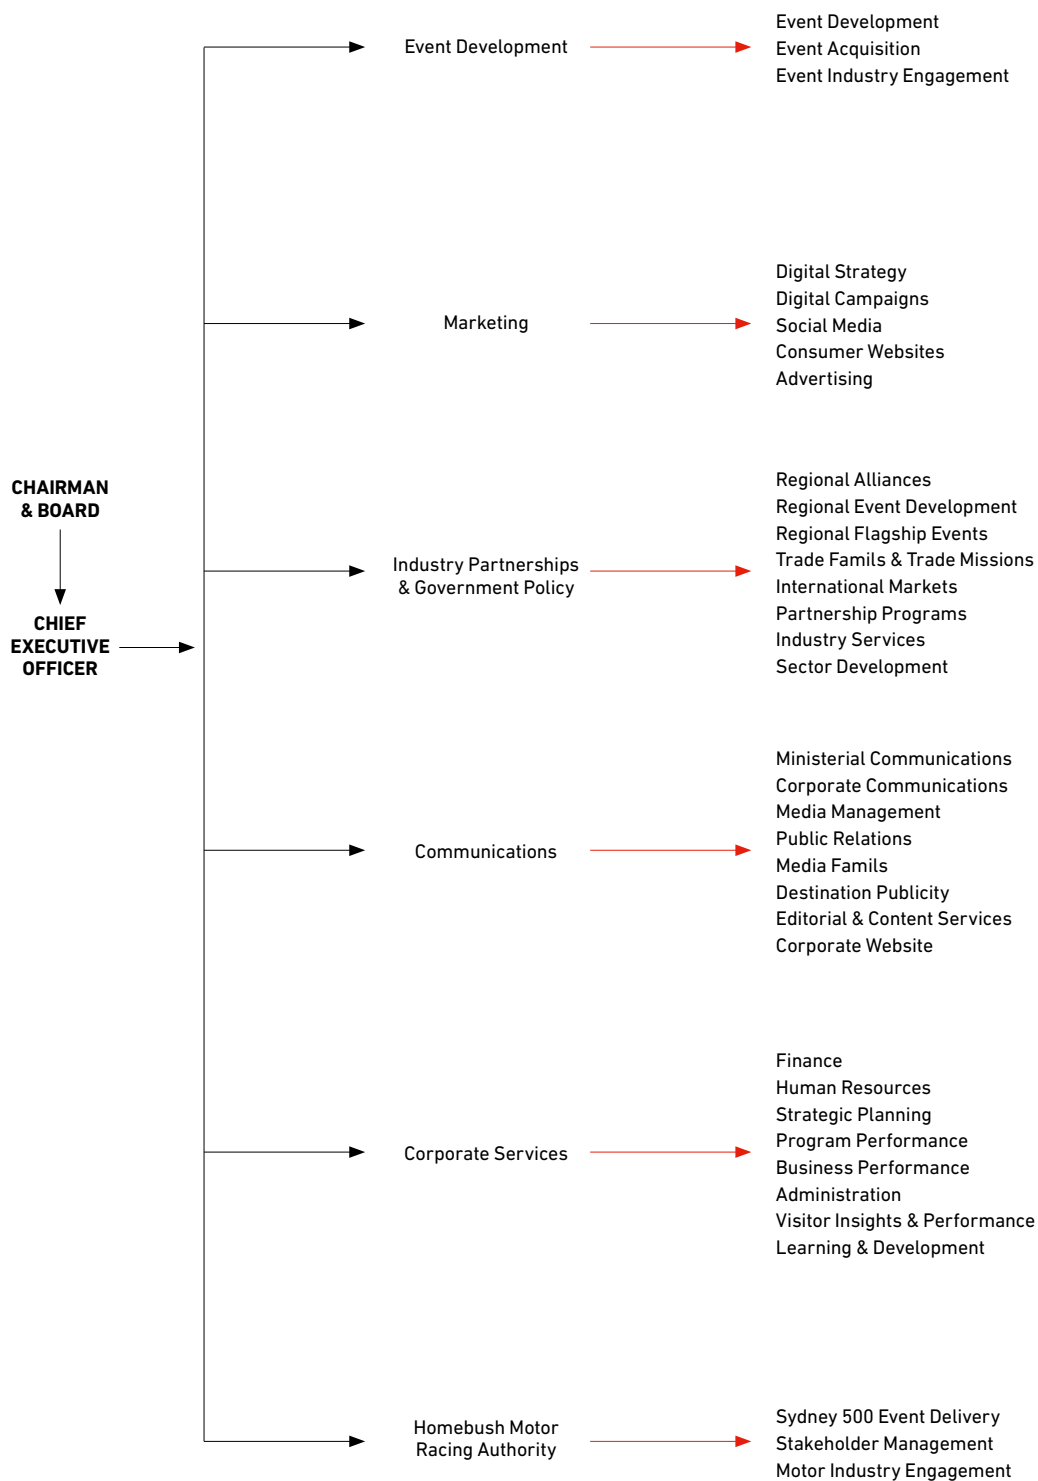 CHAIRMAN
& BOARD
CHIEF
EXECUTIVE
OFFICER
Event Development
Event Development
Event Acquisition
Event Industry Engagement
Marketing
Digital Strategy
Digital Campaigns
Social Media
Consumer Websites
Advertising
Industry Partnerships
& Government Policy
Regional Alliances
Regional Event Development
Regional Flagship Events
Trade Famils & Trade Missions
International Markets
Partnership Programs
Industry Services
Sector Development
Communications
Ministerial Communications
Corporate Communications
Media Management
Public Relations
Media Famils
Destination Publicity
Editorial & Content Services
Corporate Website
Corporate Services
Finance
Human Resources
Strategic Planning
Program Performance
Business Performance
Administration
Visitor Insights & Performance
Learning & Development
Homebush Motor
Racing Authority
Sydney 500 Event Delivery
Stakeholder Management
Motor Industry Engagement